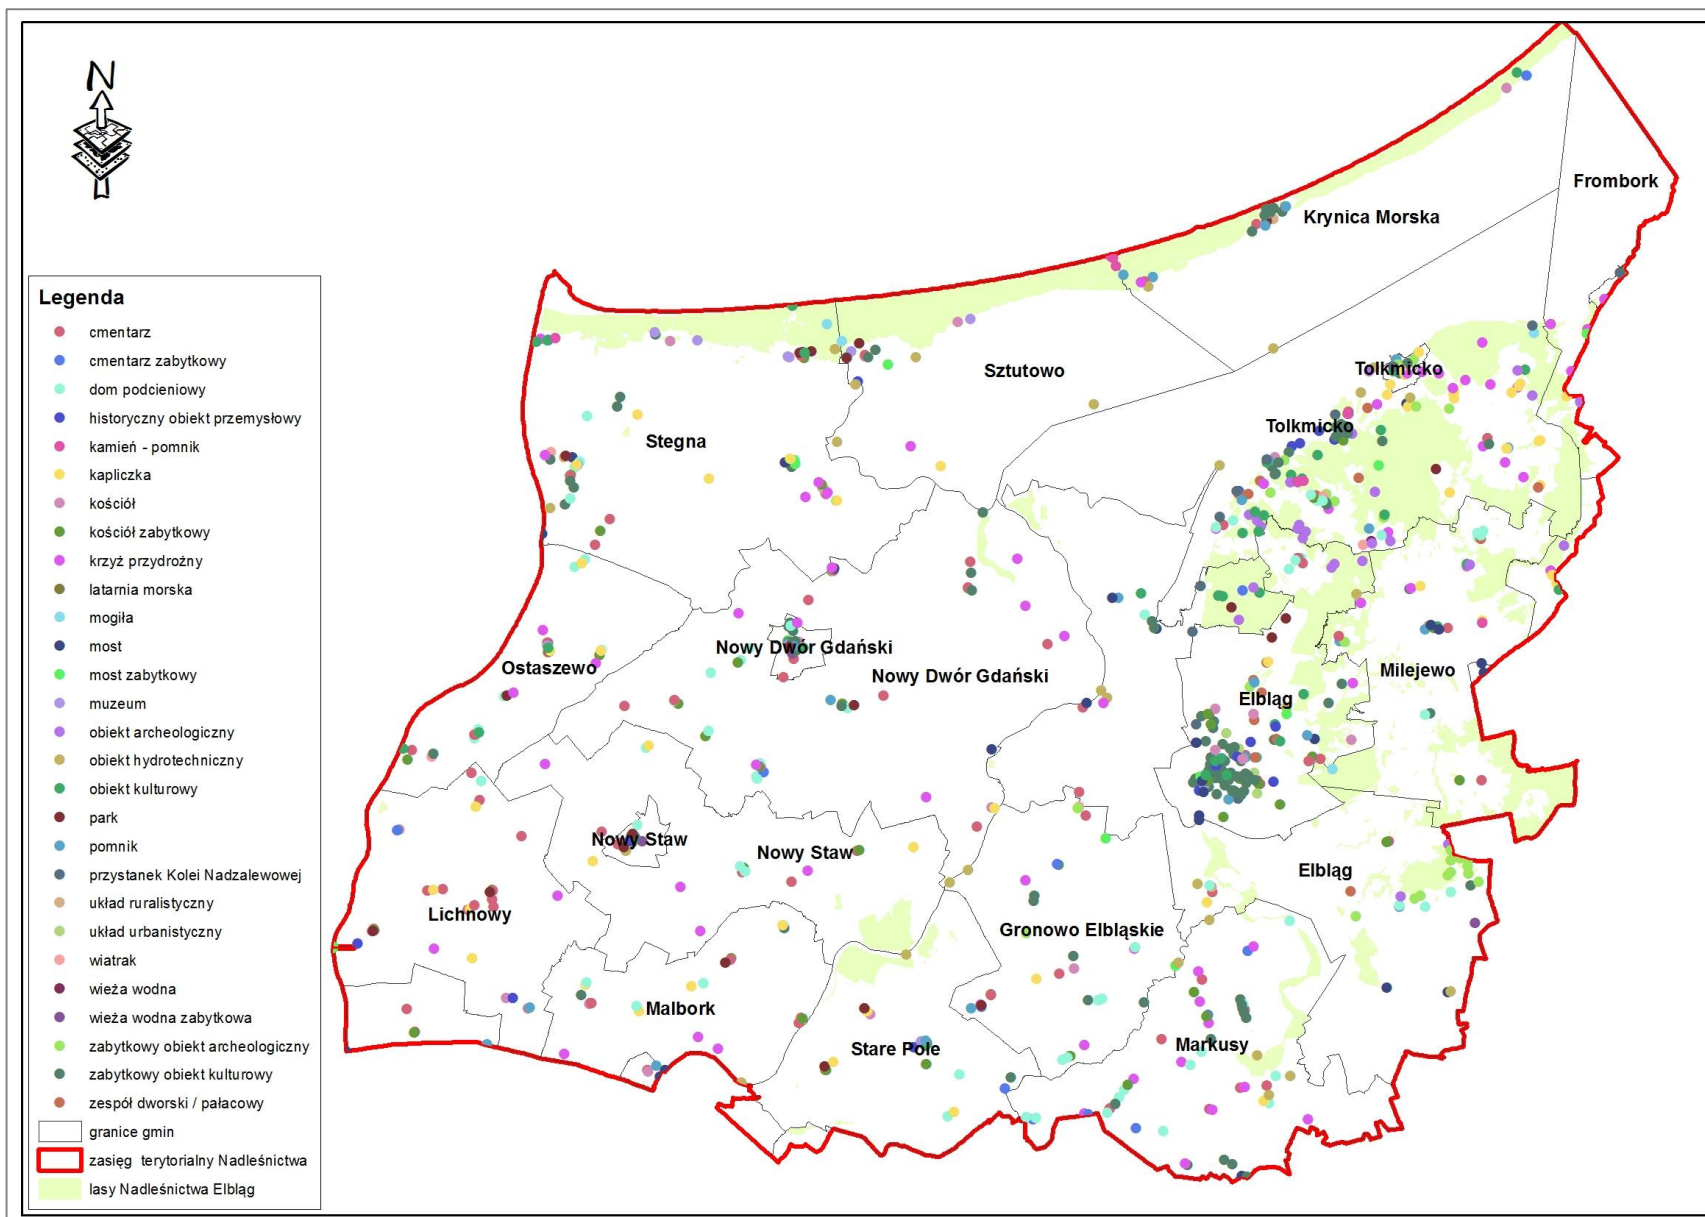 N
Frombork
Krynica Morska
Legenda
cmentarz
cmentarz zabytkowy
dom podcieniowy
historyczny obiekt przemysłowy
kamień - pomnik
kapliczka
kościół
kościół zabytkowy
krzyż przydrożny
latarnia morska
mogiła
most
most zabytkowy
muzeum
obiekt archeologiczny
obiekt hydrotechniczny
obiekt kulturowy
park
pomnik
przystanek Kolei Nadzalewowej
układ ruralistyczny
układ urbanistyczny
wiatrak
wieża wodna
wieża wodna zabytkowa
zabytkowy obiekt archeologiczny
zabytkowy obiekt kulturowy
zespół dworski / pałacowy
granice gmin
zasięg terytorialny Nadleśnictwa
lasy Nadleśnictwa Elbląg
Sztutowo
Tolkmicko
Tolkmicko
Stegna
Nowy Dwór Gdański
Ostaszewo
Nowy Dwór Gdański
Milejewo
Elbląg
Nowy Staw
Nowy Staw
Elbląg
Lichnowy
Gronowo Elbląskie
Malbork
Stare Pole
Markusy